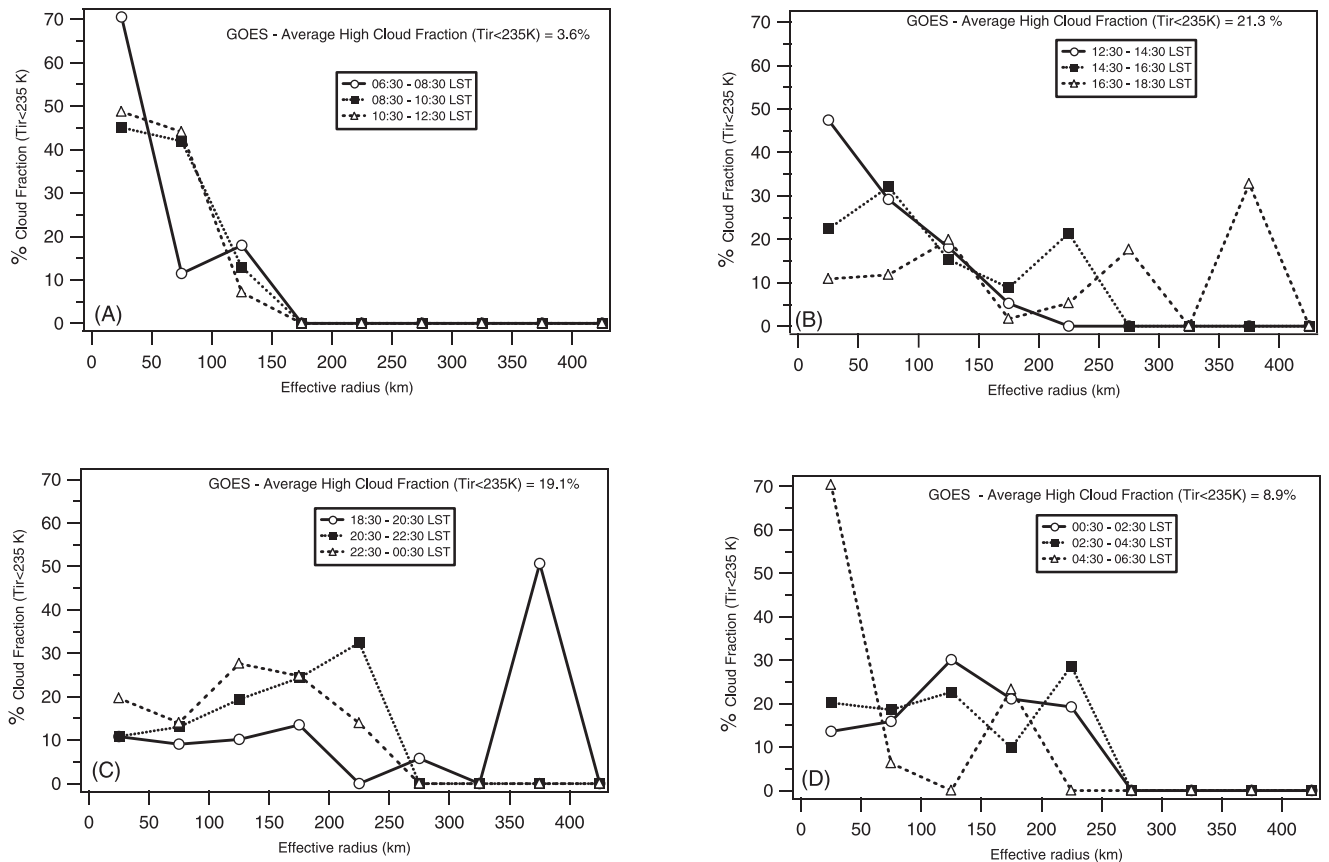 GOES - Average High Cloud Fraction (Tir<235K) = 3.6%
06:30 - 08:30 LST
08:30 - 10:30 LST
10:30 - 12:30 LST
% Cloud Fraction (Tir<235 K)
70
60
50
40
30
20
10
0
(A)
0 50 100 150 200 250 300 350 400
Effective radius (km)
GOES - Average High Cloud Fraction (Tir<235K) = 21.3 %
12:30 - 14:30 LST
14:30 - 16:30 LST
16:30 - 18:30 LST
% Cloud Fraction (Tir<235 K)
70
60
50
40
30
20
10
0
(B)
0 50 100 150 200 250 300 350 400
Effective radius (km)
GOES - Average High Cloud Fraction (Tir<235K) = 19.1%
18:30 - 20:30 LST
20:30 - 22:30 LST
22:30 - 00:30 LST
% Cloud Fraction (Tir<235 K)
70
60
50
40
30
20
10
0
(C)
0 50 100 150 200 250 300 350 400
Effective radius (km)
GOES - Average High Cloud Fraction (Tir<235K) = 8.9%
00:30 - 02:30 LST
02:30 - 04:30 LST
04:30 - 06:30 LST
% Cloud Fraction (Tir<235 K)
70
60
50
40
30
20
10
0
(D)
0 50 100 150 200 250 300 350 400
Effective radius (km)